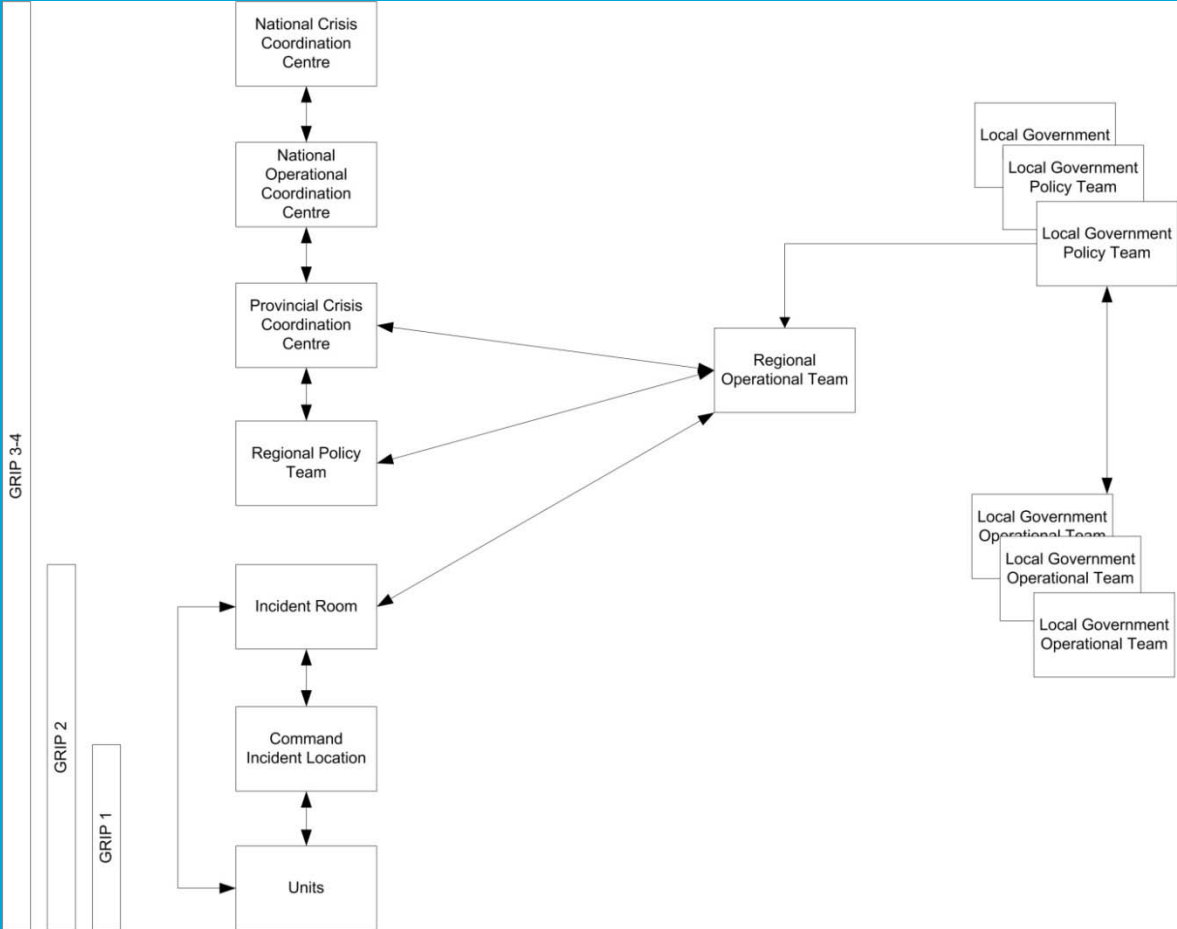 National Crisis
Coordination
Centre
National
Operational
Coordination
Centre
Provincial Crisis
Coordination
Centre
Regional Policy
Team
Incident Room
Command
Incident Location
Units
GRIP 3-4
GRIP 2
GRIP 1
Regional
Operational Team
Local Government
Local Government
Policy Team
Local Government
Policy Team
Local Government
Operational Team
Local Government
Operational Team
Local Government
Operational Team